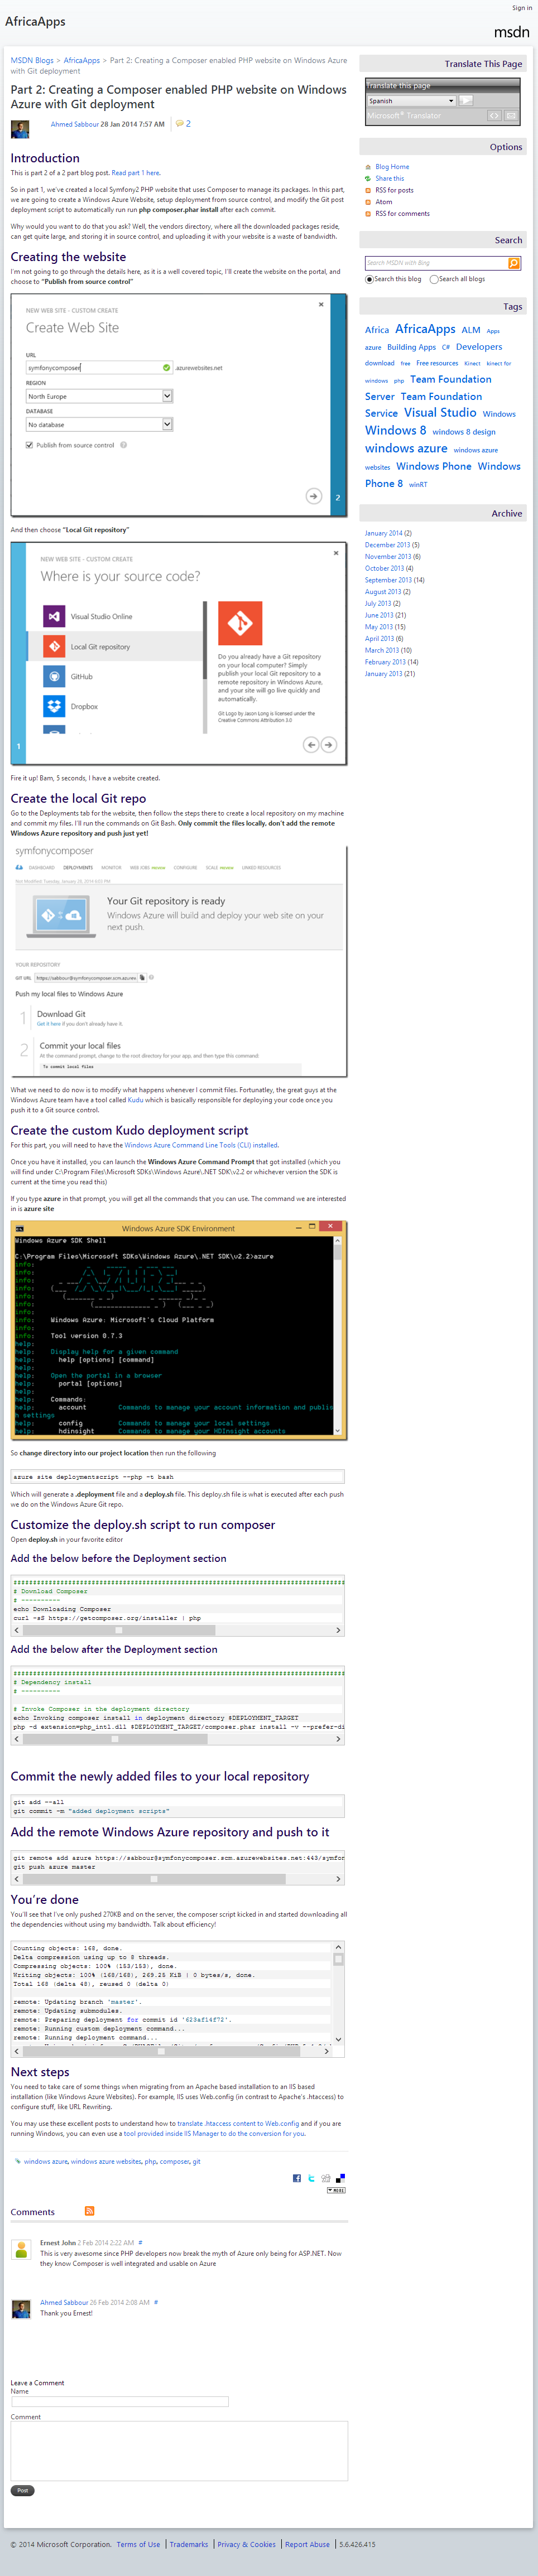 Sign in
AfricaApps
msdn
MSDN Blogs > AfricaApps > Part 2: Creating a Composer enabled PHP website on Windows Azure
with Git deployment
Part 2: Creating a Composer enabled PHP website on Windows
Azure with Git deployment
Ahmed Sabbour 28 Jan 2014 7:57 AM 2
Introduction
This is part 2 of a 2 part blog post. Read part 1 here.
So in part 1, we've created a local Symfony2 PHP website that uses Composer to manage its packages. In this part,
we are going to create a Windows Azure Website, setup deployment from source control, and modify the Git post
deployment script to automatically run run php composer.phar install after each commit.
Why would you want to do that you ask? Well, the vendors directory, where all the downloaded packages reside,
can get quite large, and storing it in source control, and uploading it with your website is a waste of bandwidth.
Creating the website
I'm not going to go through the details here, as it is a well covered topic, I'll create the website on the portal, and
choose to "Publish from source control"
NEW WEB SITE - CUSTOM CREATE
Create Web Site
URL
symfonycomposer
.azurewebsites.net
REGION
North Europe
DATABASE
No database
Publish from source control ?
2
And then choose "Local Git repository"
NEW WEB SITE - CUSTOM CREATE
Where is your source code?
Visual Studio Online
Local Git repository
GitHub
Dropbox
Do you already have a Git repository
on your local computer? Simply
publish your local Git repository to a
remote Git repository in Azure, and
your site will go live quickly and
automatically.
Git Logo by Jason Long is licensed under the
Creative Commons Attribution 3.0
1
Fire it up! Bam, 5 seconds, I have a website created.
Create the local Git repo
Go to the Deployments tab for the website, then follow the steps there to create a local repository on my machine
and commit my files. I'll run the commands on Git Bash. Only commit the files locally, don't add the remote
Windows Azure repository and push just yet!
symfonycomposer
DASHBOARD DEPLOYMENTS MONITOR WEB JOBS PREVIEW CONFIGURE SCALE PREVIEW LINKED RESOURCES
Your Git repository is ready
Windows Azure will build and deploy your web site on your
next push.
YOUR REPOSITORY
GIT URL https://sabbour@symfonycomposer.scm.azurewebs
Push my local files to Windows Azure
1 Download Git
Get it here if you don't already have it.
2 Commit your local files
At the command prompt, change to the root directory for your app, and then type the command:
To commit local files
What we need to do now is to modify what happens whenever I commit files. Fortunatley, the great guys at the
Windows Azure team have a tool called Kudu which is basically responsible for deploying your code once you
push it to a Git source control.
Create the custom Kudo deployment script
For this part, you will need to have the Windows Azure Command Line Tools (CLI) installed.
Once you have it installed, you can launch the Windows Azure Command Prompt that got installed (which you
will find under C:\Program Files\Microsoft SDKs\Windows Azure\.NET SDK\v2.2 or whichever version the SDK is
current at the time you read this)
If you type azure in that prompt, you will get all the commands that you can use. The command we are interested
in is azure site
Windows Azure SDK Environment
Windows Azure SDK Shell
C:\Program Files\Microsoft SDKs\Windows Azure\.NET SDK\v2.2>azure
info:
info:
info:
info:
info:
info:
info:
info: Windows Azure: Microsoft's Cloud Platform
info:
info: Tool version 0.7.3
help:
help: Display help for a given command
help: help [options] [command]
help:
help: Open the portal in a browser
help: portal [options]
help:
help: Commands:
help: account Commands to manage your account information and publis
h settings
help: config Commands to manage your local settings
help: hdinsight Commands to manage your HDInsight accounts
So change directory into our project location then run the following
azure site deploymentscript --php -t bash
Which will generate a .deployment file and a deploy.sh file. This deploy.sh file is what is executed after each push
we do on the Windows Azure Git repo.
Customize the deploy.sh script to run composer
Open deploy.sh in your favorite editor
Add the below before the Deployment section
# Download Composer
# ----------
echo Downloading Composer
curl -sS https://getcomposer.org/installer | php
Add the below after the Deployment section
# Dependency install
# ----------
# Invoke Composer in the deployment directory
echo Invoking composer install in deployment directory $DEPLOYMENT_TARGET
php -d extension=php_intl.dll $DEPLOYMENT_TARGET/composer.phar install -v --prefer-di
Commit the newly added files to your local repository
git add --all
git commit -m "added deployment scripts"
Add the remote Windows Azure repository and push to it
git remote add azure https://sabbour@symfonycomposer.scm.azurewebsites.net:443/symfon
git push azure master
You're done
You'll see that I've only pushed 270KB and on the server, the composer script kicked in and started downloading all
the dependencies without using my bandwidth. Talk about efficiency!
Counting objects: 168, done.
Delta compression using up to 8 threads.
Compressing objects: 100% (153/153), done.
Writing objects: 100% (168/168), 269.25 KiB | 0 bytes/s, done.
Total 168 (delta 48), reused 0 (delta 0)
remote: Updating branch 'master'.
remote: Updating submodules.
remote: Preparing deployment for commit id '623af14f72'.
remote: Running custom deployment command...
remote: Running deployment command...
Next steps
You need to take care of some things when migrating from an Apache based installation to an IIS based
installation (like Windows Azure Websites). For example, IIS uses Web.config (in contrast to Apache's .htaccess) to
configure stuff, like URL Rewriting.
You may use these excellent posts to understand how to translate .htaccess content to Web.config and if you are
running Windows, you can even use a tool provided inside IIS Manager to do the conversion for you.
windows azure, windows azure websites, php, composer, git
Comments
Ernest John 2 Feb 2014 2:22 AM #
This is very awesome since PHP developers now break the myth of Azure only being for ASP.NET. Now
they know Composer is well integrated and usable on Azure
Ahmed Sabbour 26 Feb 2014 2:08 AM #
Thank you Ernest!
Leave a Comment
Name
Comment
Post
Translate This Page
Translate this page
Spanish
Microsoft® Translator
Options
Blog Home
Share this
RSS for posts
Atom
RSS for comments
Search
Search MSDN with Bing
Search this blog Search all blogs
Tags
Africa AfricaApps ALM Apps
azure Building Apps C# Developers
download free Free resources Kinect kinect for
windows php Team Foundation
Server Team Foundation
Service Visual Studio Windows
Windows 8 windows 8 design
windows azure windows azure
websites Windows Phone Windows
Phone 8 winRT
Archive
January 2014 (2)
December 2013 (5)
November 2013 (6)
October 2013 (4)
September 2013 (14)
August 2013 (2)
July 2013 (2)
June 2013 (21)
May 2013 (15)
April 2013 (6)
March 2013 (10)
February 2013 (14)
January 2013 (21)
© 2014 Microsoft Corporation. Terms of Use Trademarks Privacy & Cookies Report Abuse 5.6.426.415